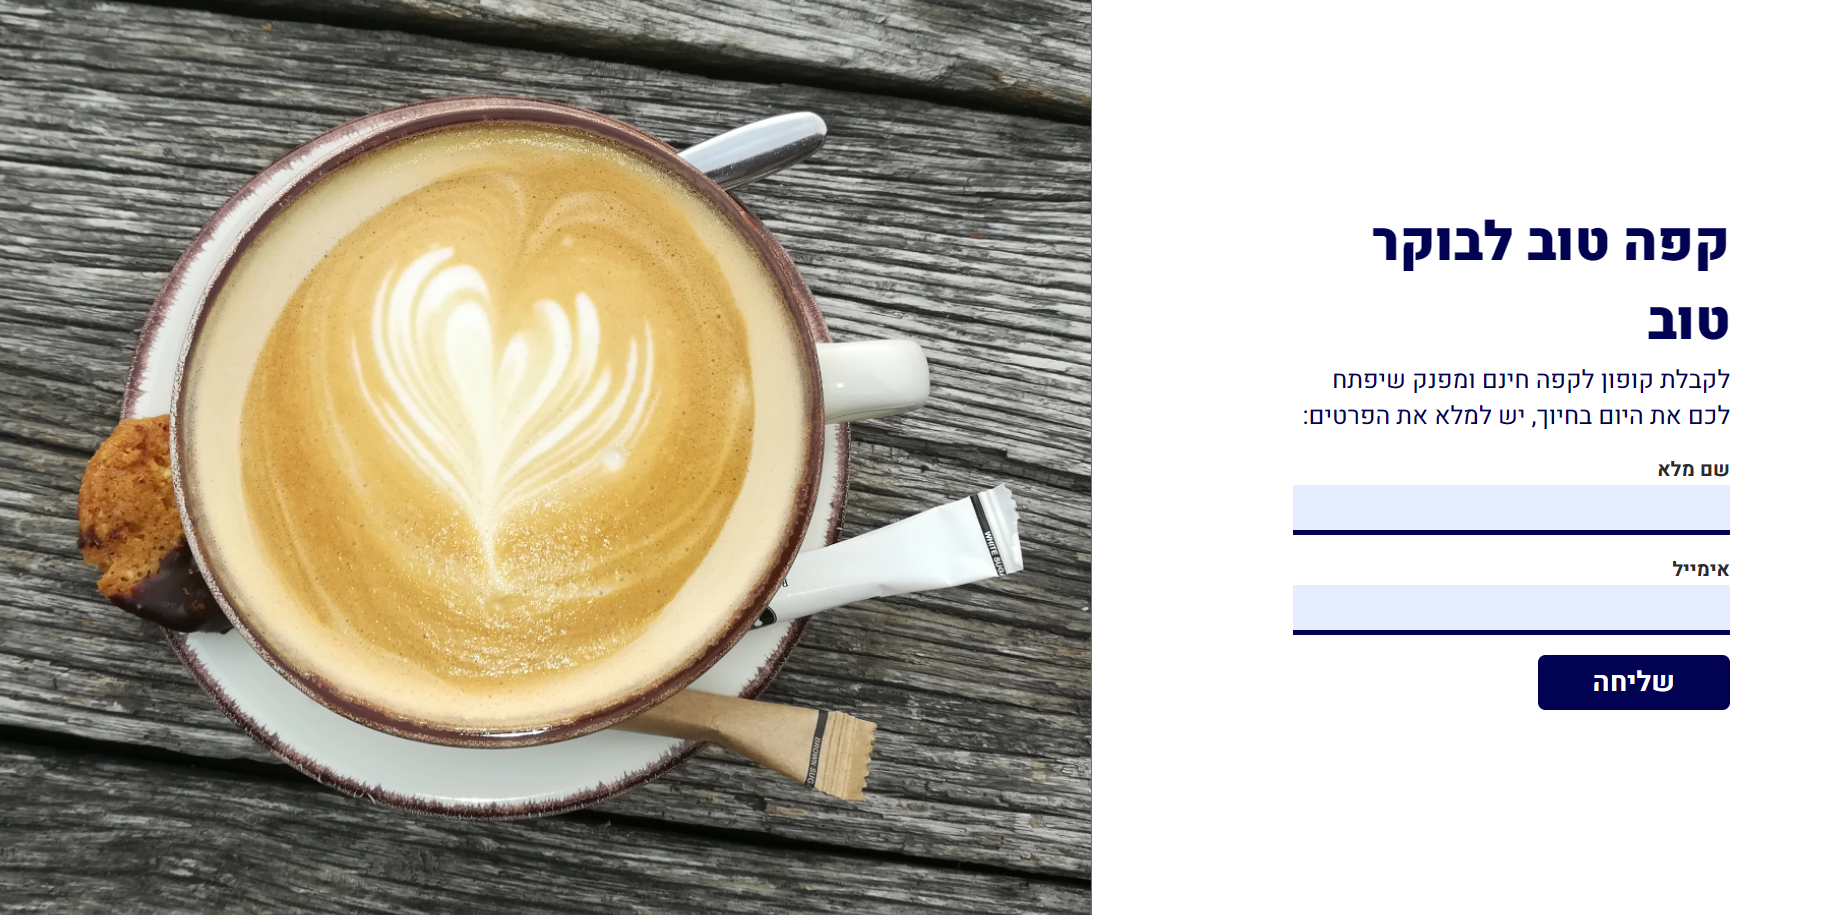 קפה טוב לבוקר
טוב
לקבלת קופון לקפה חינם ומפנק שיפתח
לכם את היום בחיוך, יש למלא את הפרטים:
שם מלא
אימייל
שליחה
WHITE SUGA
BROWN SUG